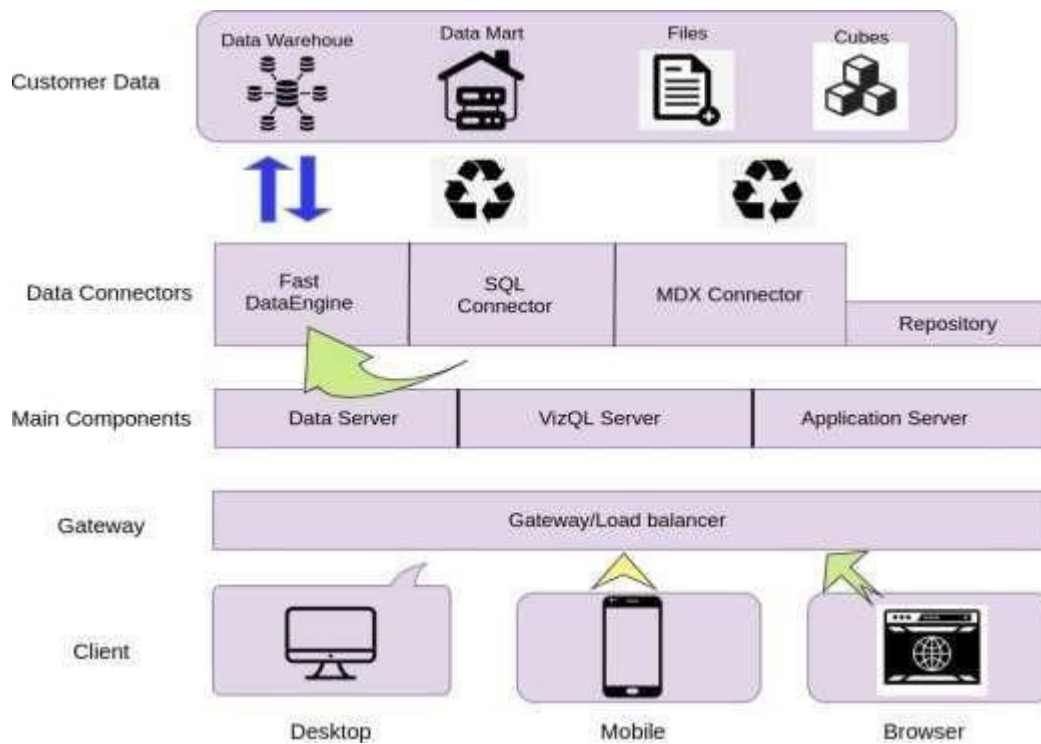 Data Warehoue
Data Mart
Files
Cubes
Customer Data
Data Connectors
Fast
DataEngine
SQL
Connector
MDX Connector
Repository
Main Components
Data Server
VizQL Server
Application Server
Gateway
Gateway/Load balancer
Client
Desktop
Mobile
Browser